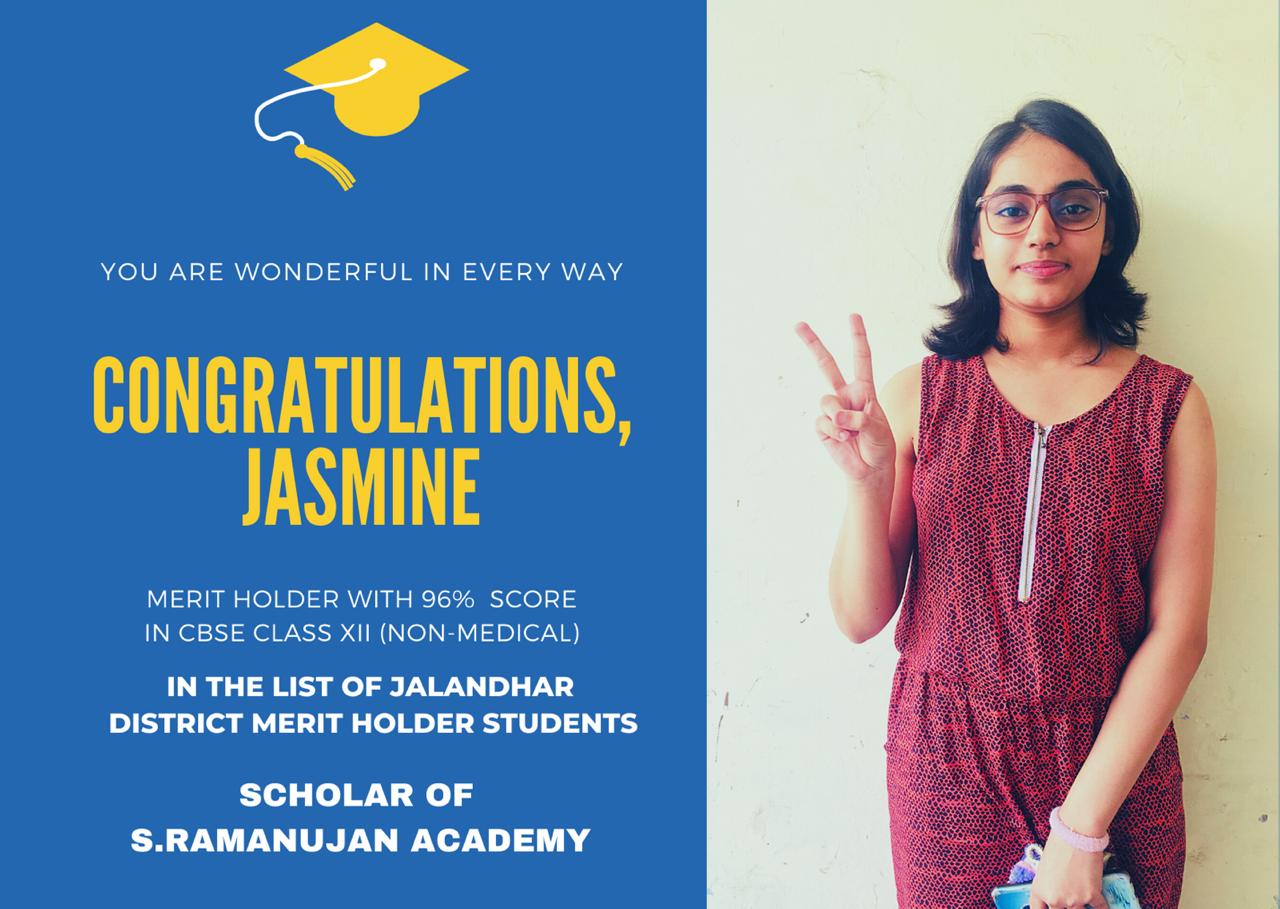 YOU ARE WONDERFUL IN EVERY WAY
CONGRATULATIONS,
JASMINE
MERIT HOLDER WITH 96% SCORE
IN CBSE CLASS XII (NON-MEDICAL)
IN THE LIST OF JALANDHAR
DISTRICT MERIT HOLDER STUDENTS
SCHOLAR OF
S.RAMANUJAN ACADEMY